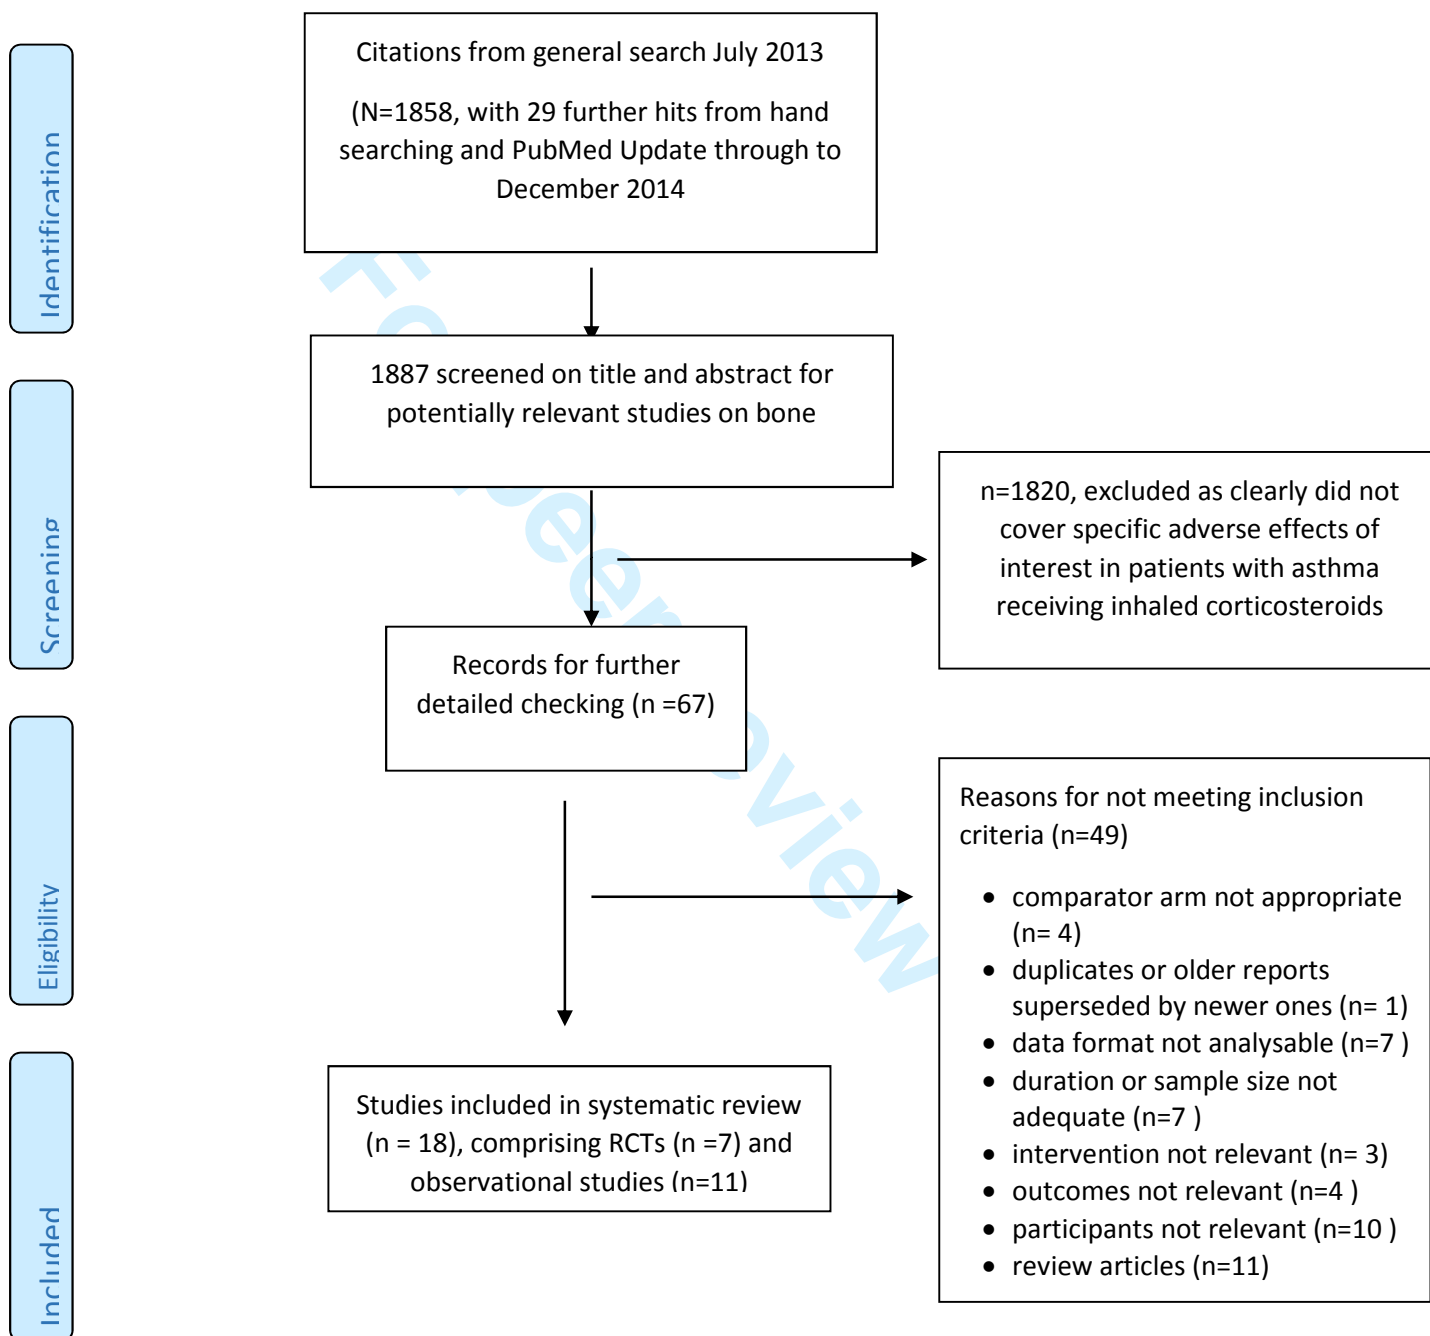 Citations from general search July 2013
(N=1858, with 29 further hits from hand
searching and PubMed Update through to
December 2014
Identification
1887 screened on title and abstract for
potentially relevant studies on bone
Screening
n=1820, excluded as clearly did not
cover specific adverse effects of
interest in patients with asthma
receiving inhaled corticosteroids
Records for further
detailed checking (n =67)
Eligibility
Reasons for not meeting inclusion
criteria (n=49)
• comparator arm not appropriate
(n= 4)
• duplicates or older reports
superseded by newer ones (n= 1)
• data format not analysable (n=7 )
• duration or sample size not
adequate (n=7 )
• intervention not relevant (n= 3)
• outcomes not relevant (n=4 )
• participants not relevant (n=10 )
• review articles (n=11)
Studies included in systematic review
(n = 18), comprising RCTs (n =7) and
observational studies (n=11)
Included
For peer review